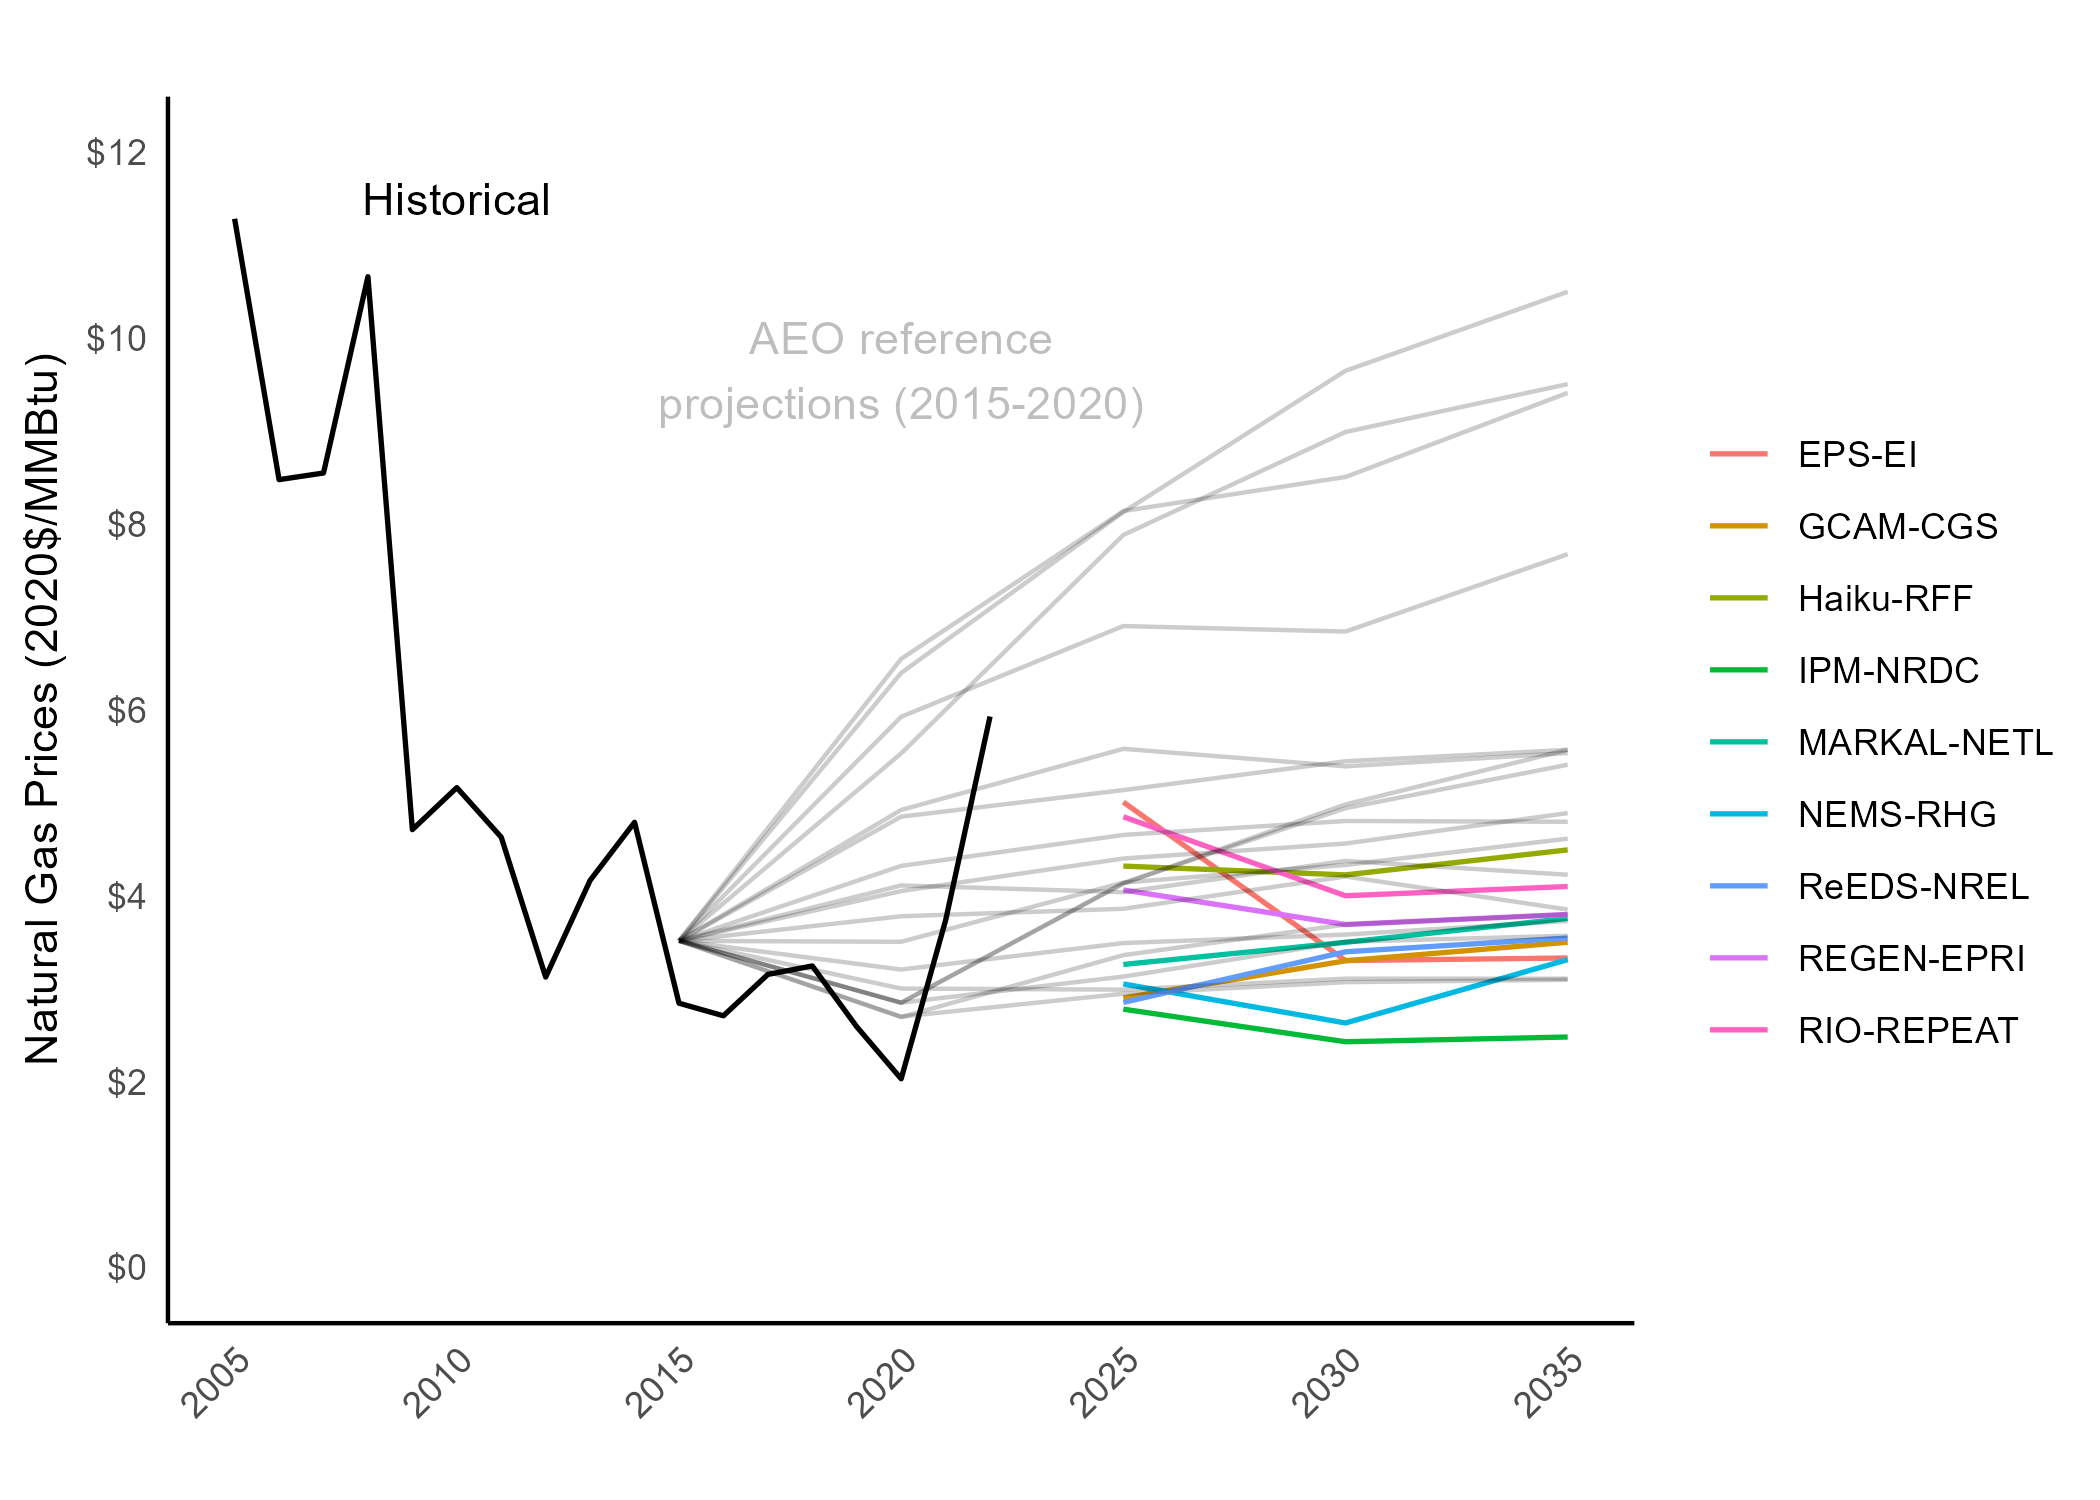 Natural Gas Prices (2020$/MMBtu)
$12
$10
$8
$6
$4
$2
$0
Historical
AEO reference
projections (2015-2020)
2005
2010
2015
2020
2025
2030
2035
EPS-EI
GCAM-CGS
Haiku-RFF
IPM-NRDC
MARKAL-NETL
NEMS-RHG
ReEDS-NREL
REGEN-EPRI
RIO-REPEAT